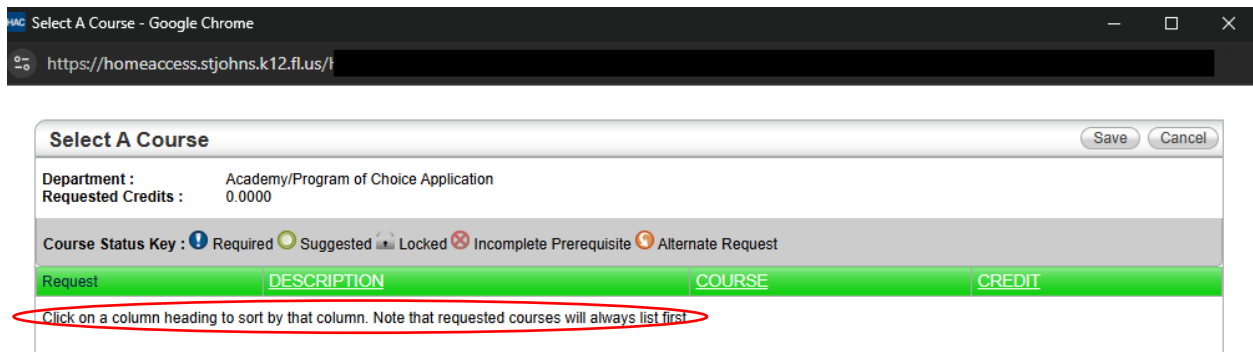 HAC Select A Course - Google Chrome
https://homeaccess.stjohns.k12.fl.us/
Select A Course Save Cancel
Department : Academy/Program of Choice Application
Requested Credits : 0.0000
Course Status Key : Required Suggested Locked Incomplete Prerequisite Alternate Request
Request DESCRIPTION COURSE CREDIT
Click on a column heading to sort by that column. Note that requested courses will always list first